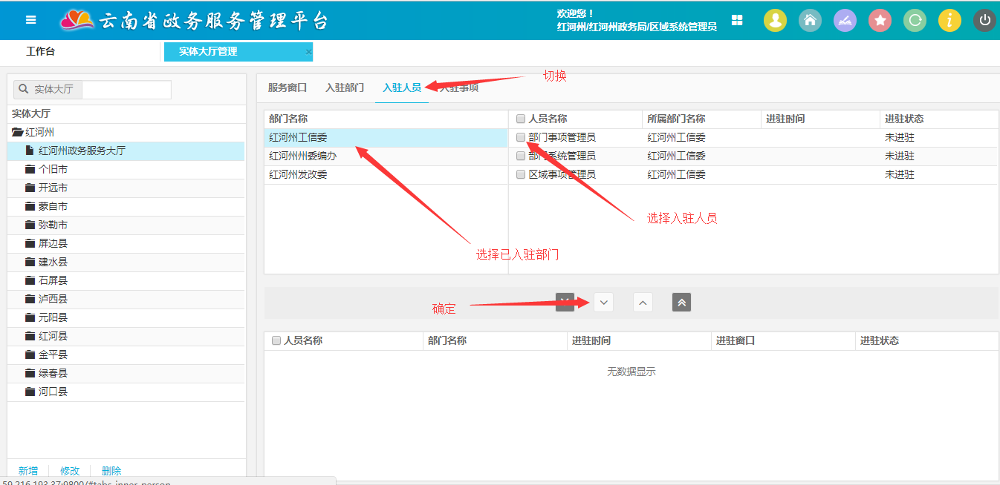 云南省政务服务管理平台
欢迎您！
红河州/红河州政务局/区域系统管理员
工作台
实体大厅管理
×
实体大厅
实体大厅
红河州
红河州政务服务大厅
个旧市
开远市
蒙自市
弥勒市
屏边县
建水县
石屏县
泸西县
元阳县
红河县
金平县
绿春县
河口县
新增 修改 删除
服务窗口 入驻部门 入驻人员 入驻事项
切换
部门名称
红河州工信委
红河州州委编办
红河州发改委
人员名称 所属部门名称 进驻时间 进驻状态
部门事项管理员 红河州工信委 未进驻
部门系统管理员 红河州工信委 未进驻
区域事项管理员 红河州工信委 未进驻
选择入驻人员
选择已入驻部门
确定
人员名称 部门名称 进驻时间 进驻窗口 进驻状态
无数据显示
59.216.193.37:9800/#tabs-inner-person